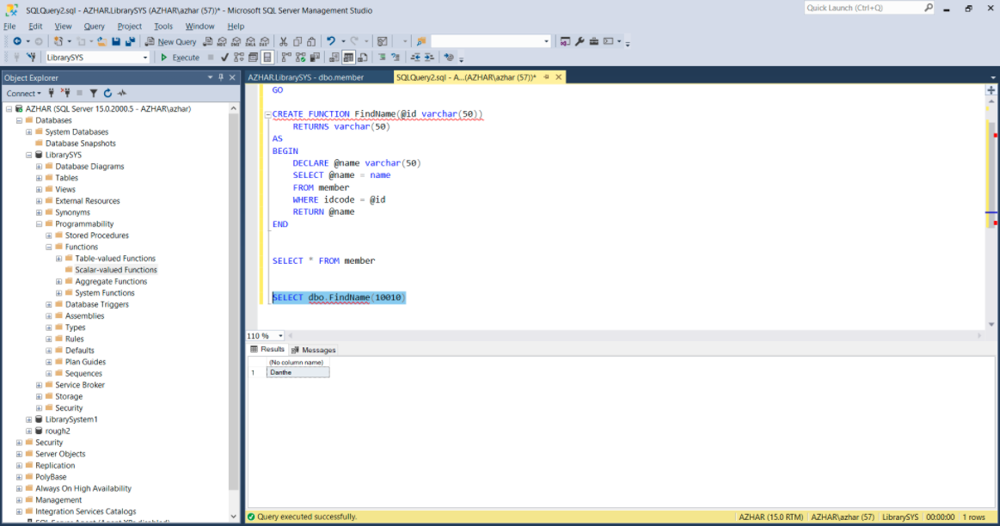 SQLQuery2.sql - AZHAR.LibrarySYS (AZHAR\azhar (57))* - Microsoft SQL Server Management Studio
Quick Launch (Ctrl+Q)
File Edit View Query Project Tools Window Help
New Query
LibrarySYS
Execute
Object Explorer
Connect
AZHAR (SQL Server 15.0.2000.5 - AZHAR\azhar)
Databases
System Databases
Database Snapshots
LibrarySYS
Database Diagrams
Tables
Views
External Resources
Synonyms
Programmability
Stored Procedures
Functions
Table-valued Functions
Scalar-valued Functions
Aggregate Functions
System Functions
Database Triggers
Assemblies
Types
Rules
Defaults
Plan Guides
Sequences
Service Broker
Storage
Security
LibrarySystem1
rough2
Security
Server Objects
Replication
PolyBase
Always On High Availability
Management
Integration Services Catalogs
SQL Server Agent (Agent XPs disabled)
AZHAR.LibrarySYS - dbo.member
SQLQuery2.sql - A...(AZHAR\azhar (57))*
GO
CREATE FUNCTION FindName(@id varchar(50))
RETURNS varchar(50)
AS
BEGIN
DECLARE @name varchar(50)
SELECT @name = name
FROM member
WHERE idcode = @id
RETURN @name
END
SELECT * FROM member
SELECT dbo.FindName(10010)
110 %
Results Messages
(No column name)
1 Danthe
Query executed successfully.
AZHAR (15.0 RTM) AZHAR\azhar (57) LibrarySYS 00:00:00 1 rows